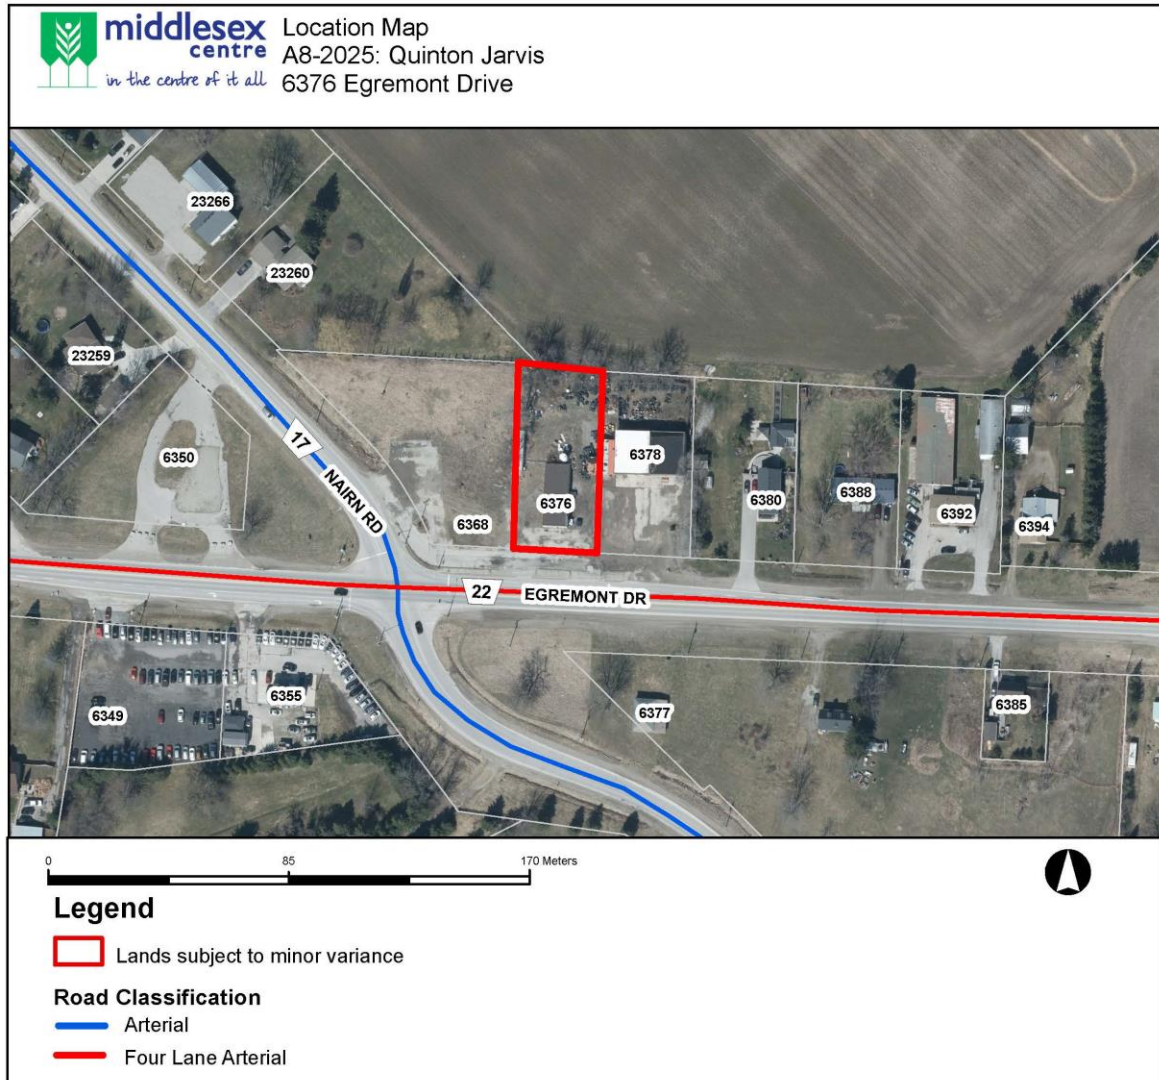 middlesex
centre
in the centre of it all
Location Map
A8-2025: Quinton Jarvis
6376 Egremont Drive
23266
23260
23259
6350
17
NAIRN RD
6368
6376
6378
6380
6388
6392
6394
22
EGREMONT DR
6349
6355
6377
6385
0
85
170 Meters
Legend
Lands subject to minor variance
Road Classification
Arterial
Four Lane Arterial